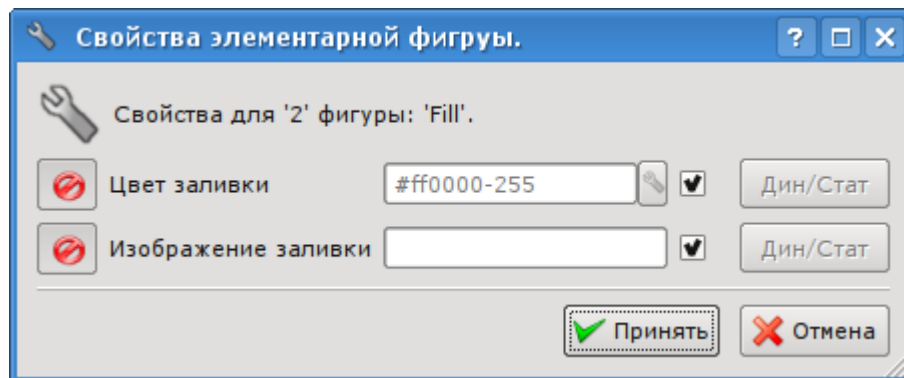 Свойства элементарной фигруы.
Свойства для '2' фигуры: 'Fill'.
Цвет заливки #ff0000-255 Дин/Стат
Изображение заливки Дин/Стат
Принять Отмена